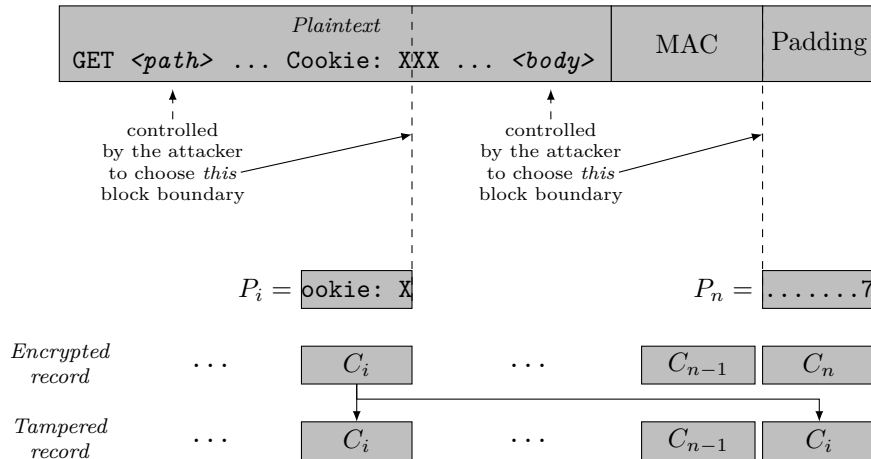 Plaintext
GET <path> ... Cookie: XXX ... <body>
MAC
Padding
controlled
by the attacker
to choose this
block boundary
controlled
by the attacker
to choose this
block boundary
P_i = ookie: X
P_n = .......7
Encrypted
record
... C_i ... C_{n−1} C_n
Tampered
record
... C_i ... C_{n−1} C_i